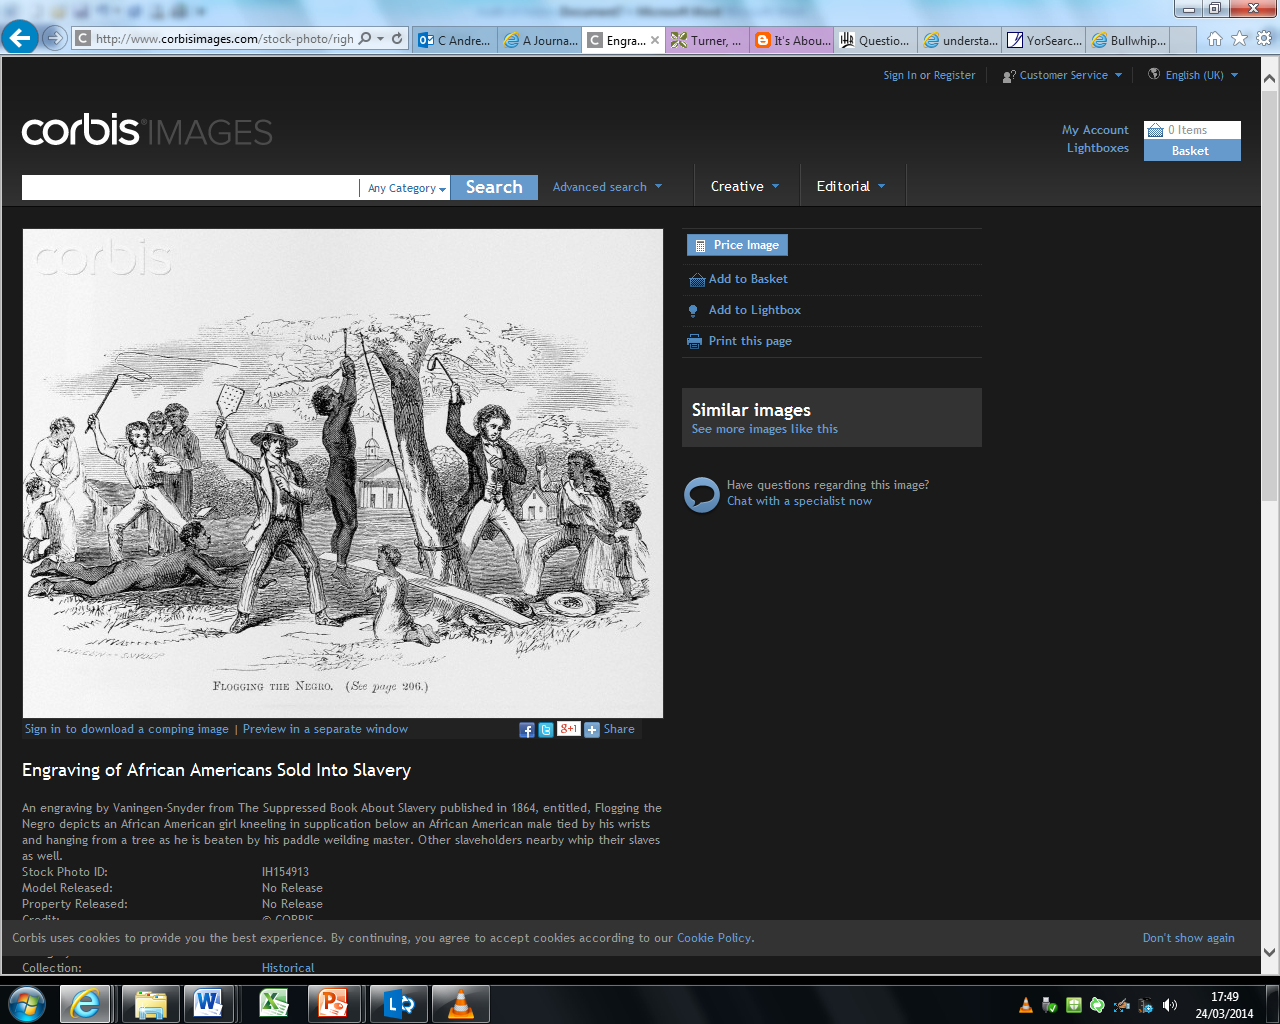 http://www.corbisimages.com/stock-photo/righ
C Andre...
A Journa...
Engra...
Turner, ...
It's Abou...
Questio...
understa...
YorSearc...
Bullwhip...
Sign In or Register
Customer Service
English (UK)
corbis IMAGES
My Account
Lightboxes
0 Items
Basket
Any Category
Search
Advanced search
Creative
Editorial
corbis
Price Image
Add to Basket
Add to Lightbox
Print this page
Similar images
See more images like this
Have questions regarding this image?
Chat with a specialist now
VANINGEN-SNYDER
Flogging the Negro. (See page 206.)
Sign in to download a comping image | Preview in a separate window
g+1
Share
Engraving of African Americans Sold Into Slavery
An engraving by Vaningen-Snyder from The Suppressed Book About Slavery published in 1864, entitled, Flogging the
Negro depicts an African American girl kneeling in supplication below an African American male tied by his wrists
and hanging from a tree as he is beaten by his paddle weilding master. Other slaveholders nearby whip their slaves
as well.
Stock Photo ID: IH154913
Model Released: No Release
Property Released: No Release
Credit: © CORBIS
Corbis uses cookies to provide you the best experience. By continuing, you agree to accept cookies according to our Cookie Policy.
Don't show again
Collection: Historical
17:49
24/03/2014